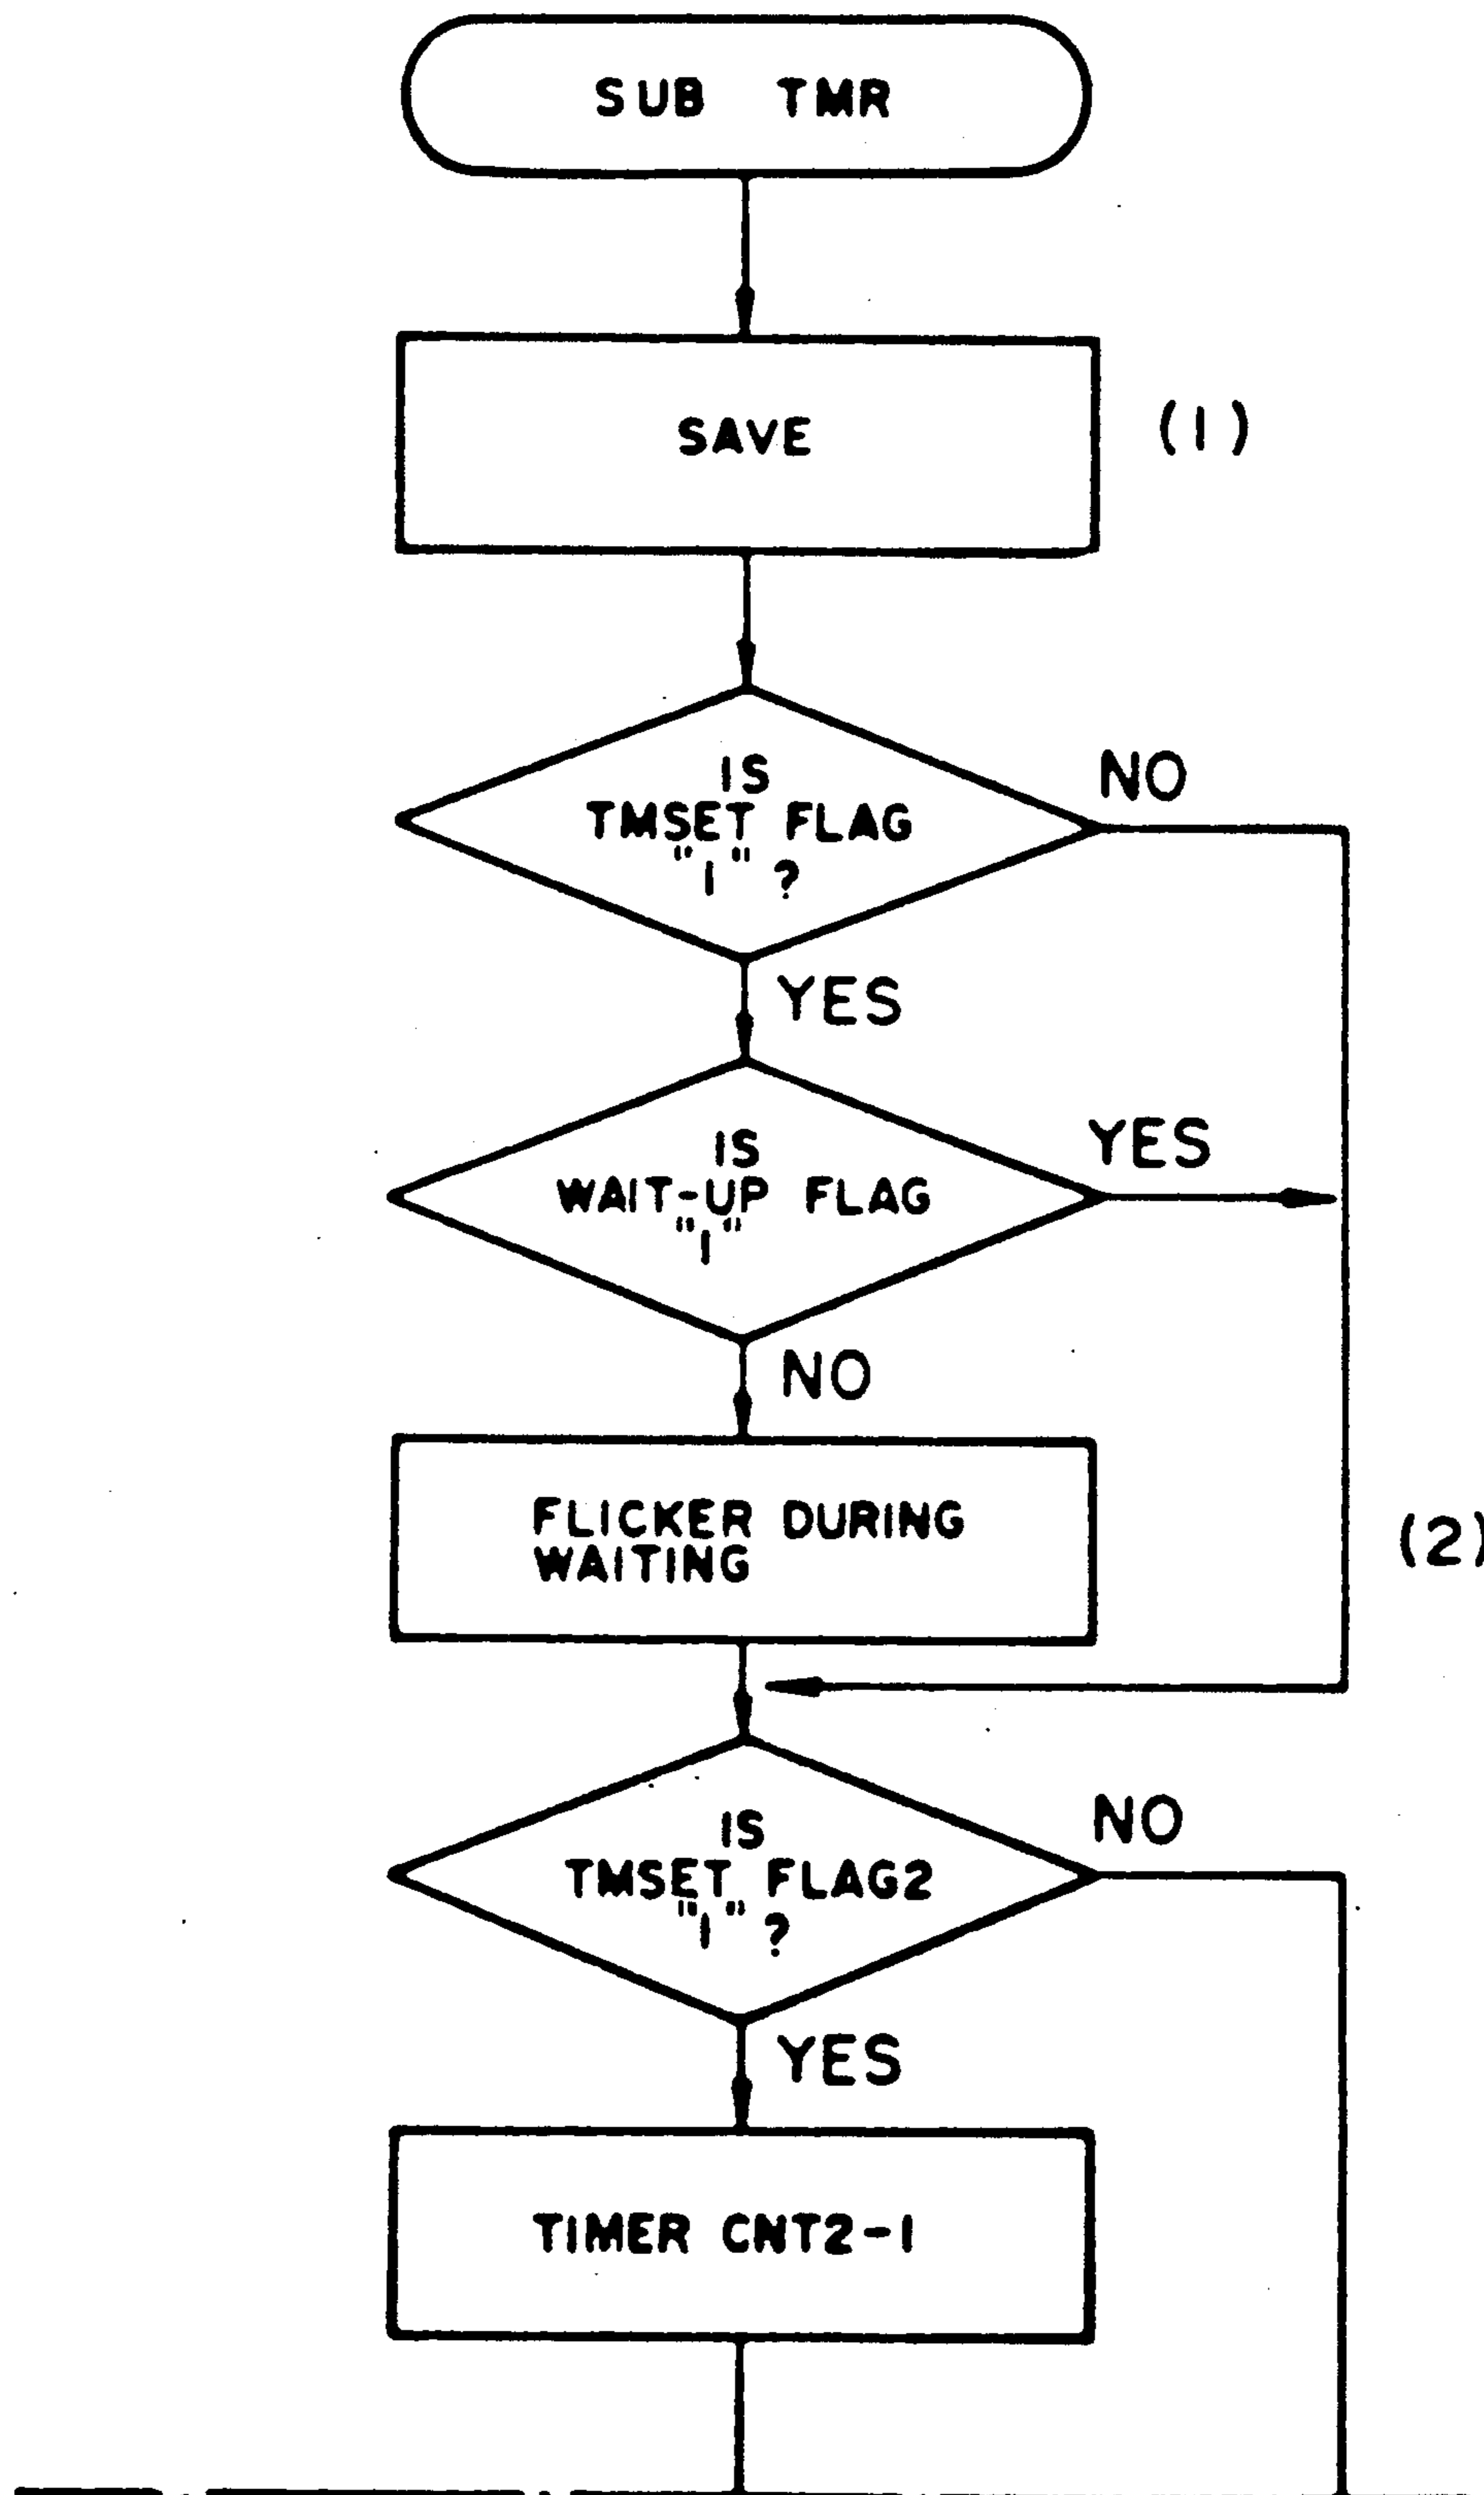 SUB TMR
SAVE
(1)
IS
TMSET FLAG
"1" ?
NO
YES
IS
WAIT-UP FLAG
"1"
YES
NO
FLICKER DURING
WAITING
(2)
IS
TMSET FLAG2
"1" ?
NO
YES
TIMER CNT2-1